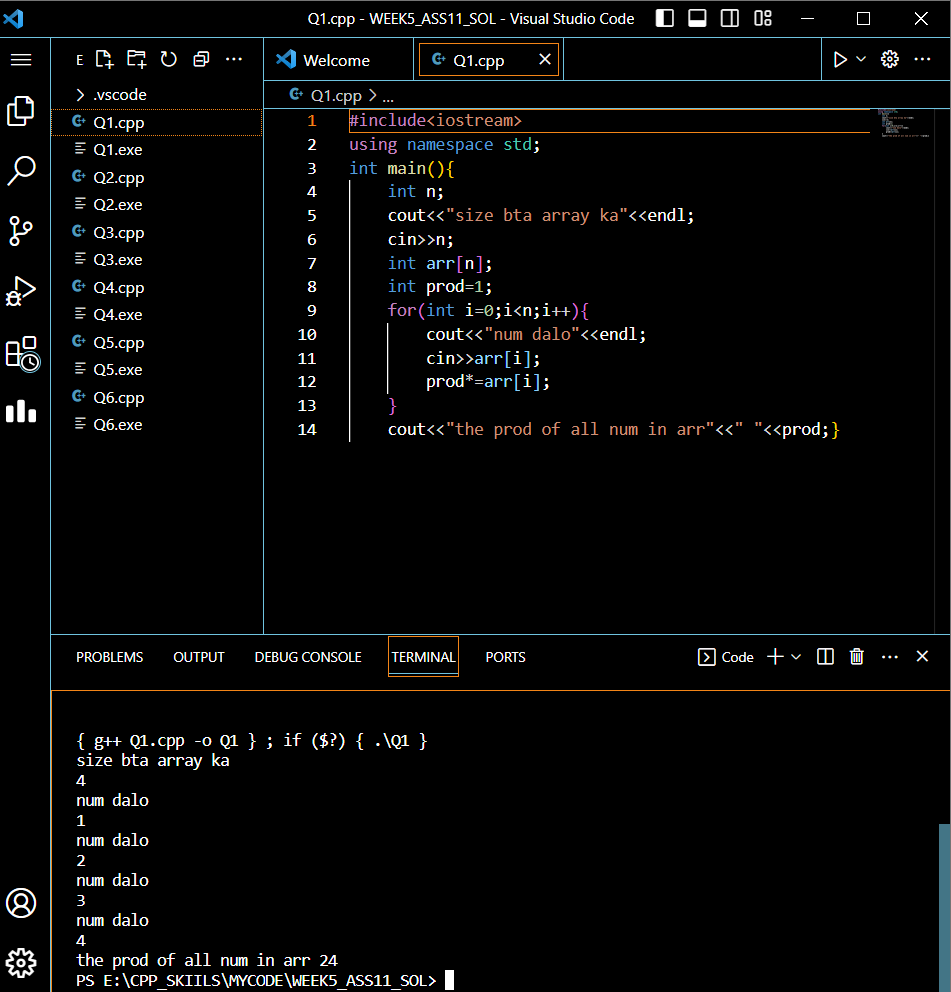 Q1.cpp - WEEK5_ASS11_SOL - Visual Studio Code
E
.vscode
Q1.cpp
Q1.exe
Q2.cpp
Q2.exe
Q3.cpp
Q3.exe
Q4.cpp
Q4.exe
Q5.cpp
Q5.exe
Q6.cpp
Q6.exe
Welcome
Q1.cpp
Q1.cpp > ...
1 #include<iostream>
2 using namespace std;
3 int main(){
4 int n;
5 cout<<"size bta array ka"<<endl;
6 cin>>n;
7 int arr[n];
8 int prod=1;
9 for(int i=0;i<n;i++){
10 cout<<"num dalo"<<endl;
11 cin>>arr[i];
12 prod*=arr[i];
13 }
14 cout<<"the prod of all num in arr"<<" "<<prod;}
PROBLEMS OUTPUT DEBUG CONSOLE TERMINAL PORTS Code
{ g++ Q1.cpp -o Q1 } ; if ($?) { .\Q1 }
size bta array ka
4
num dalo
1
num dalo
2
num dalo
3
num dalo
4
the prod of all num in arr 24
PS E:\CPP_SKIILS\MYCODE\WEEK5_ASS11_SOL>